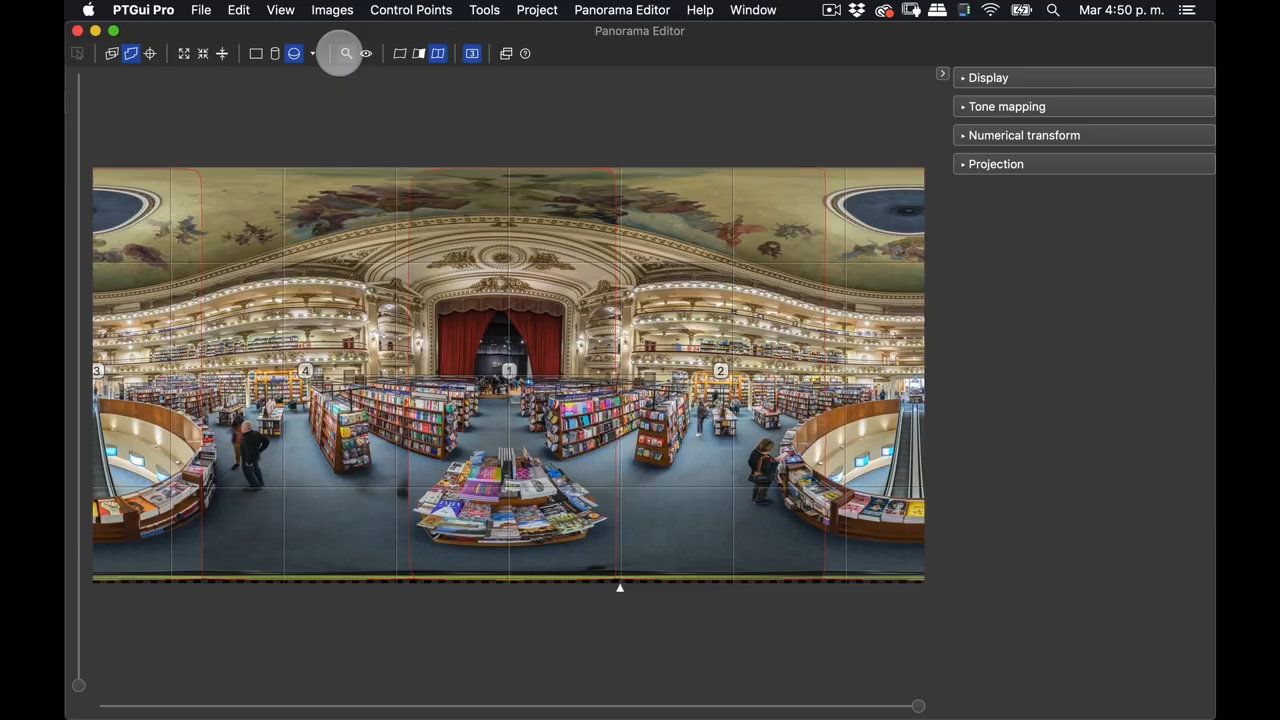 PTGui Pro File Edit View Images Control Points Tools Project Panorama Editor Help Window Mar 4:50 p. m.
Panorama Editor
3
Display
Tone mapping
Numerical transform
Projection
3 4 1 2